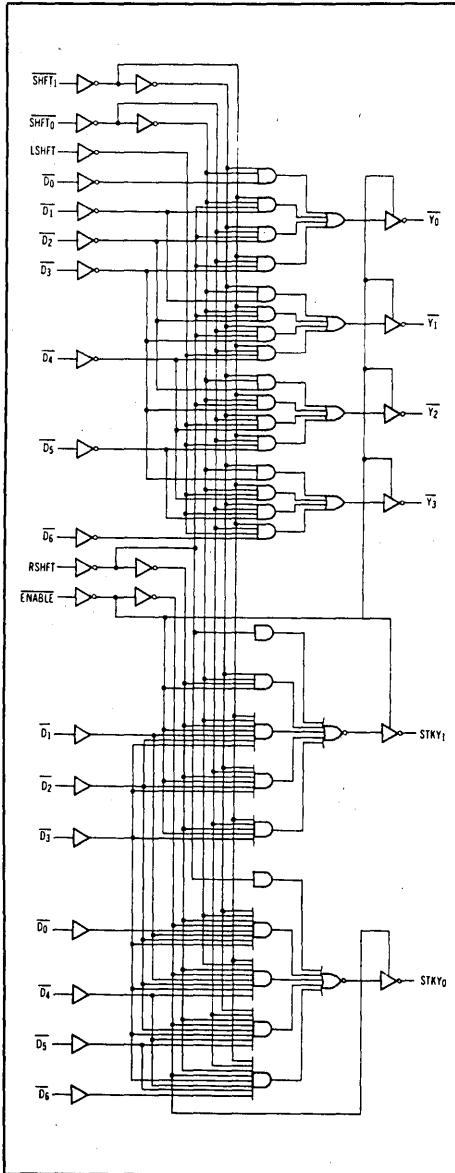 SHFT₁
SHFT₀
LSHFT
D₀
D₁
Y₀
D₂
D₃
Y₁
D₄
Y₂
D₅
Y₃
D₆
RSHFT
ENABLE
D₁
STKY₁
D₂
D₃
D₀
STKY₀
D₄
D₅
D₆